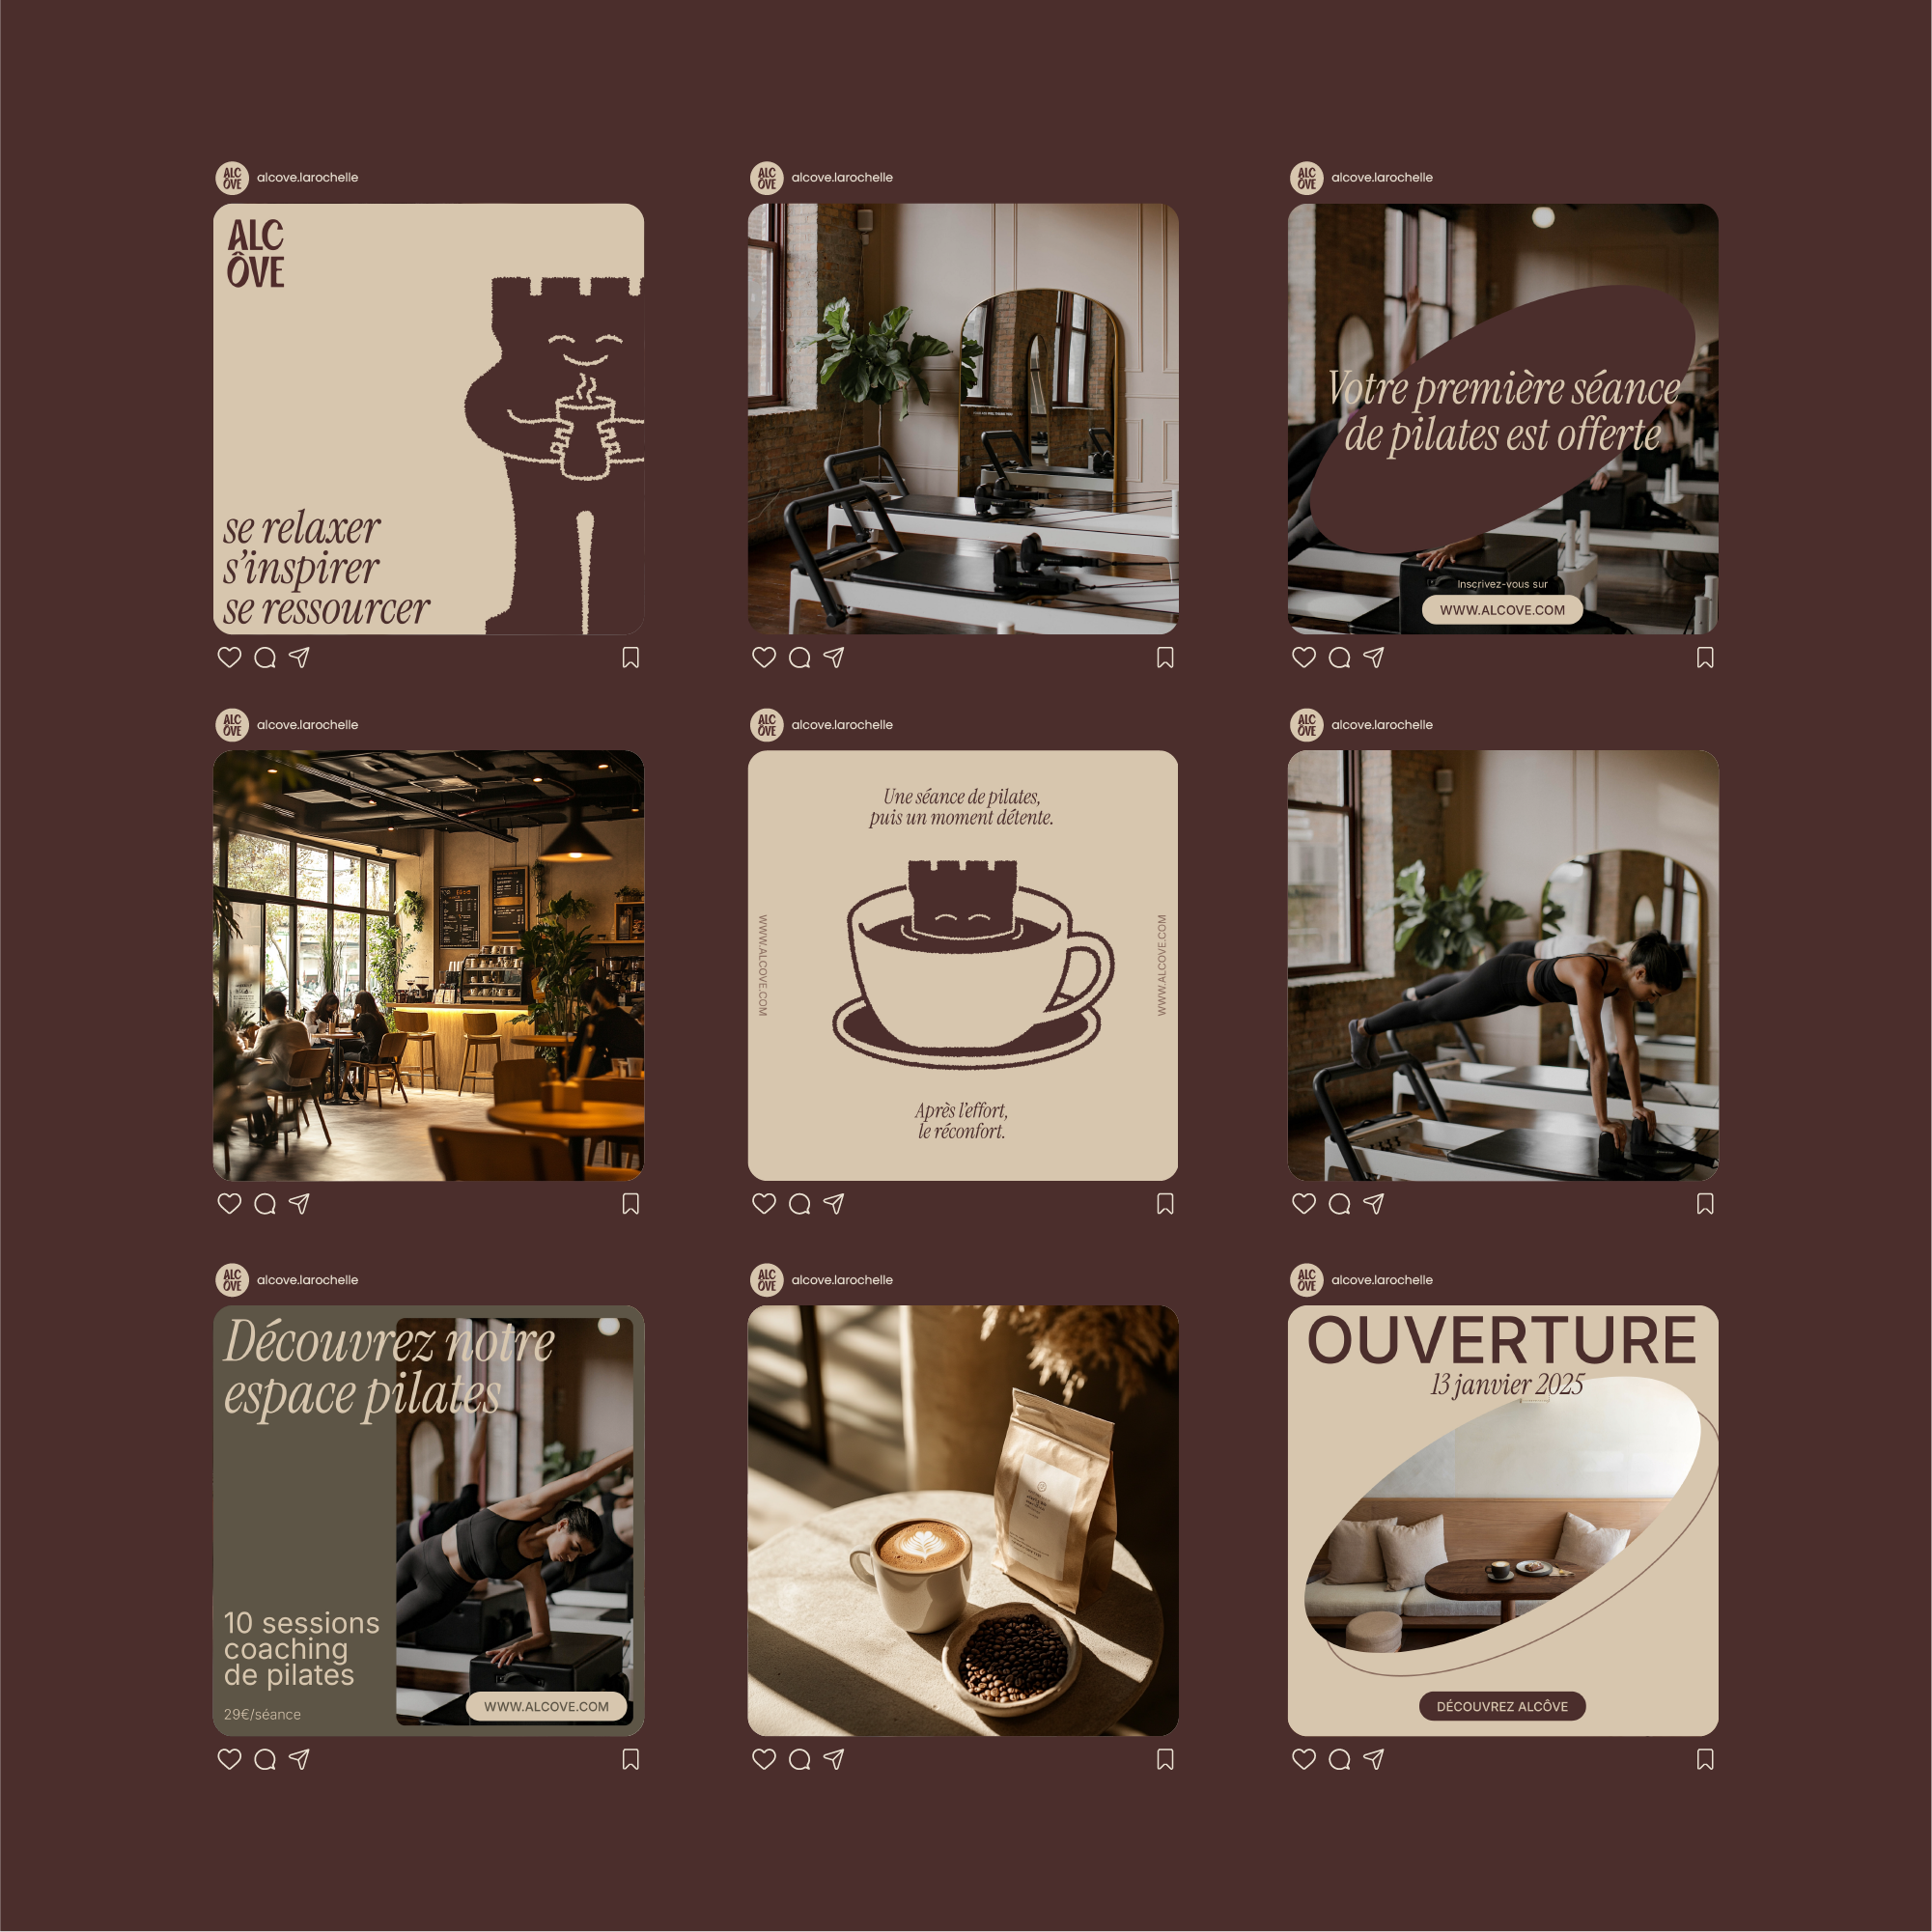 ALC
ÔVE
alcove.larochelle
ALC
ÔVE
se relaxer
s'inspirer
se ressourcer
ALC
ÔVE
alcove.larochelle
ALC
ÔVE
alcove.larochelle
Votre première séance
de pilates est offerte
Inscrivez-vous sur
WWW.ALCOVE.COM
ALC
ÔVE
alcove.larochelle
ALC
ÔVE
alcove.larochelle
Une séance de pilates,
puis un moment détente.
WWW.ALCOVE.COM
WWW.ALCOVE.COM
Après l'effort,
le réconfort.
ALC
ÔVE
alcove.larochelle
ALC
ÔVE
alcove.larochelle
Découvrez notre
espace pilates
10 sessions
coaching
de pilates
29€/séance
WWW.ALCOVE.COM
ALC
ÔVE
alcove.larochelle
ALC
ÔVE
alcove.larochelle
OUVERTURE
13 janvier 2025
DÉCOUVREZ ALCÔVE